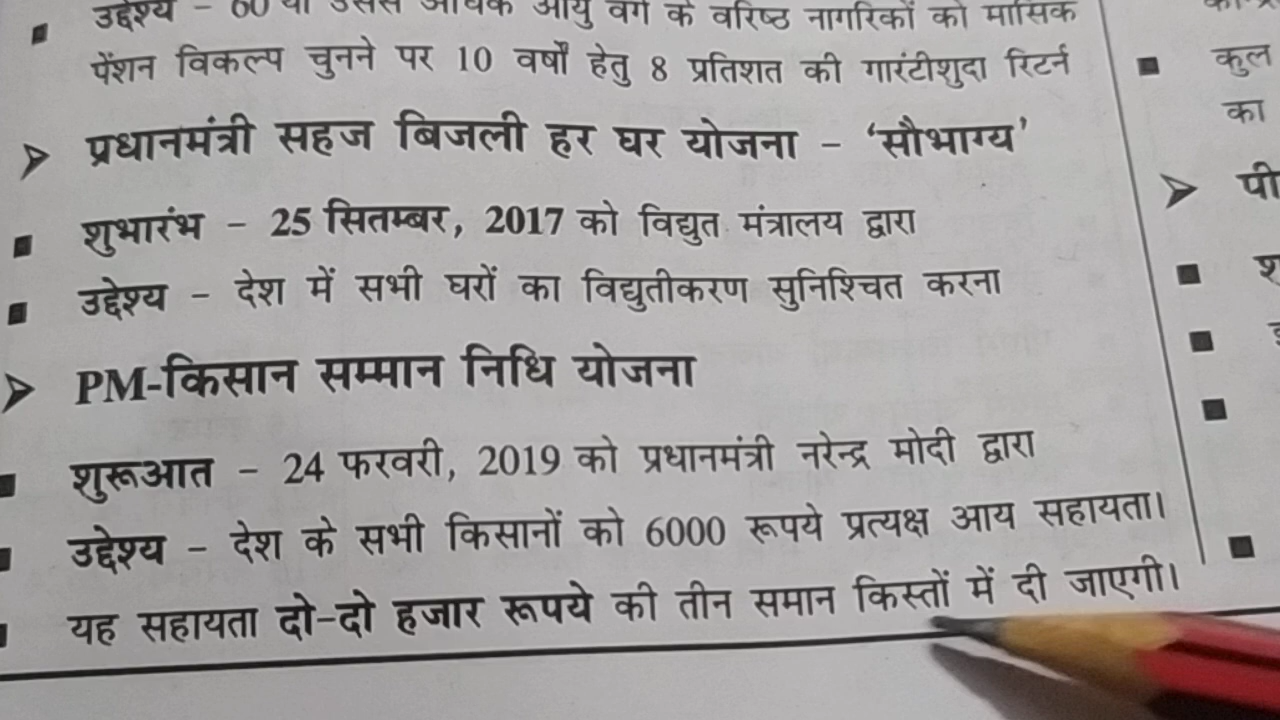 उद्देश्य – 60 या उससे अधिक आयु वर्ग के वरिष्ठ नागरिकों को मासिक
पेंशन विकल्प चुनने पर 10 वर्षों हेतु 8 प्रतिशत की गारंटीशुदा रिटर्न
प्रधानमंत्री सहज बिजली हर घर योजना – ‘सौभाग्य’
शुभारंभ – 25 सितम्बर, 2017 को विद्युत मंत्रालय द्वारा
उद्देश्य – देश में सभी घरों का विद्युतीकरण सुनिश्चित करना
PM-किसान सम्मान निधि योजना
शुरूआत – 24 फरवरी, 2019 को प्रधानमंत्री नरेन्द्र मोदी द्वारा
उद्देश्य – देश के सभी किसानों को 6000 रूपये प्रत्यक्ष आय सहायता।
यह सहायता दो-दो हजार रूपये की तीन समान किस्तों में दी जाएगी।
कुल
का
पी